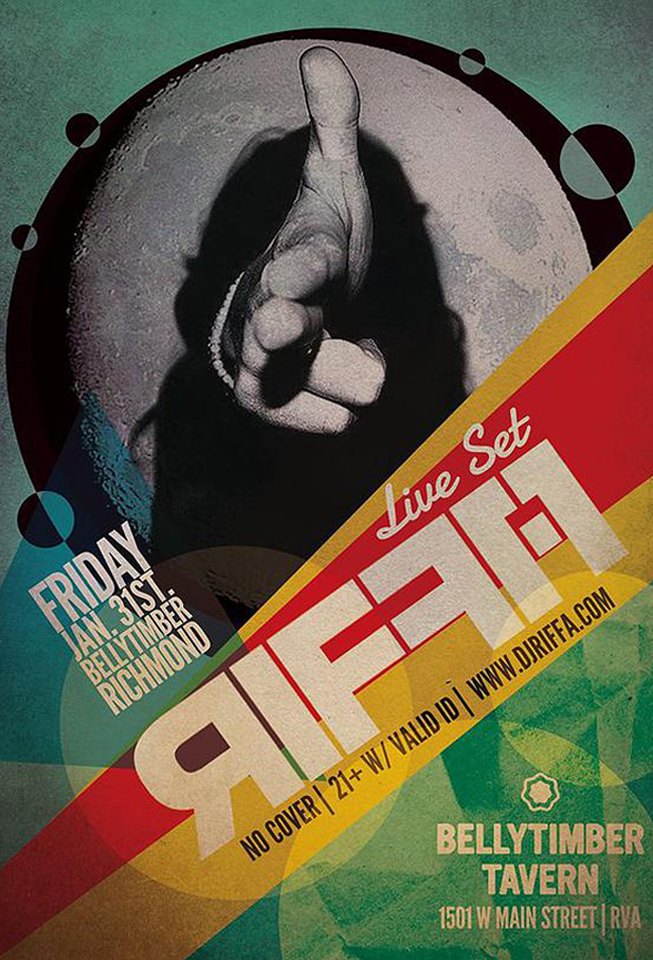 Live Set
RIFFA
NO COVER | 21+ W/ VALID ID | WWW.DJRIFFA.COM
FRIDAY
JAN. 31ST.
BELLYTIMBER
RICHMOND
BELLYTIMBER
TAVERN
1501 W MAIN STREET | RVA